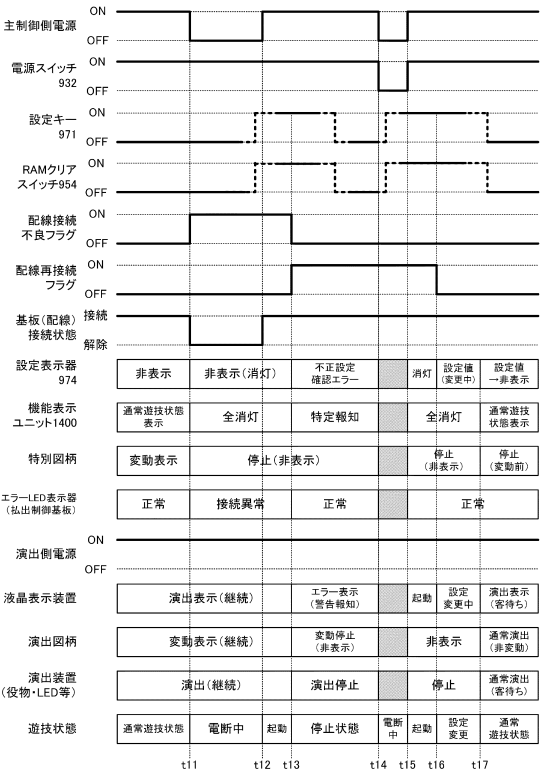 主制御側電源
ON
OFF
電源スイッチ
932
ON
OFF
設定キー
971
ON
OFF
RAMクリア
スイッチ954
ON
OFF
配線接続
不良フラグ
ON
OFF
配線再接続
フラグ
ON
OFF
基板(配線)
接続状態
接続
解除
設定表示器
974
非表示
非表示(消灯)
不正設定
確認エラー
消灯
設定値
(変更中)
設定値
→非表示
機能表示
ユニット1400
通常遊技状態
表示
全消灯
特定報知
全消灯
通常遊技
状態表示
特別図柄
変動表示
停止(非表示)
停止
(非表示)
停止
(変動前)
エラーLED表示器
(払出制御基板)
正常
接続異常
正常
正常
演出側電源
ON
OFF
液晶表示装置
演出表示(継続)
エラー表示
(警告報知)
起動
設定
変更中
演出表示
(客待ち)
演出図柄
変動表示(継続)
変動停止
(非表示)
非表示
通常演出
(非変動)
演出装置
(役物・LED等)
演出(継続)
演出停止
停止
通常演出
(客待ち)
遊技状態
通常遊技状態
電断中
起動
停止状態
電断
中
起動
設定
変更
通常
遊技状態
t11
t12
t13
t14
t15
t16
t17